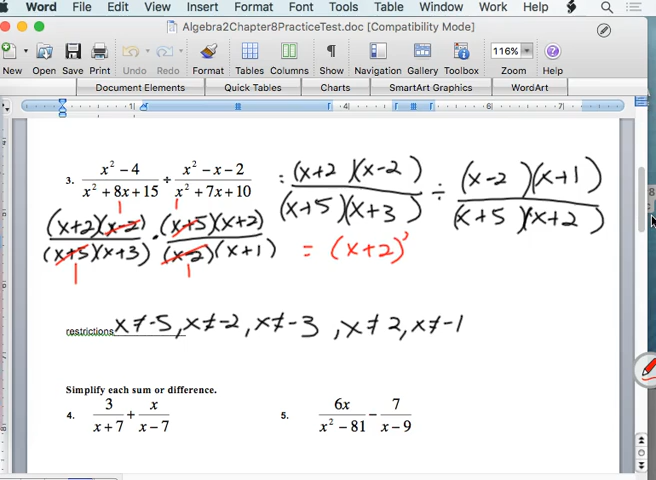 Word File Edit View Insert Format Font Tools Table Window Work Help
Algebra2Chapter8PracticeTest.doc [Compatibility Mode]
116%
New Open Save Print Undo Redo Format Tables Columns Show Navigation Gallery Toolbox Zoom Help
Document Elements Quick Tables Charts SmartArt Graphics WordArt
3. (x² − 4)/(x² + 8x + 15) ÷ (x² − x − 2)/(x² + 7x + 10) = (x+2)(x−2)/(x+5)(x+3) ÷ (x−2)(x+1)/(x+5)(x+2)
(x+2)(x−2)/(x+5)(x+3) · (x+5)(x+2)/(x−2)(x+1) = (x+2)
restrictions x≠−5, x≠−2, x≠−3, x≠2, x≠−1
Simplify each sum or difference.
4. 3/(x+7) + x/(x−7) 5. 6x/(x² − 81) − 7/(x−9)